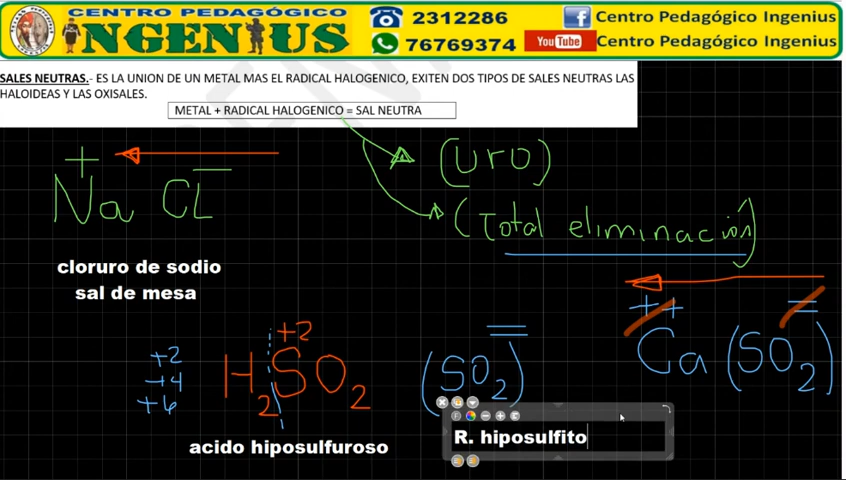 CENTRO PEDAGÓGICO
INGENIUS
2312286
76769374
Centro Pedagógico Ingenius
YouTube Centro Pedagógico Ingenius
SALES NEUTRAS.- ES LA UNION DE UN METAL MAS EL RADICAL HALOGENICO, EXITEN DOS TIPOS DE SALES NEUTRAS LAS
HALOIDEAS Y LAS OXISALES.
METAL + RADICAL HALOGENICO = SAL NEUTRA
(uro)
(Total eliminación)
+ −
Na CL
cloruro de sodio
sal de mesa
++ =
Ca (SO2)
+2
+4
+6
+2
H2SO2
=
(SO2)
acido hiposulfuroso
R. hiposulfito